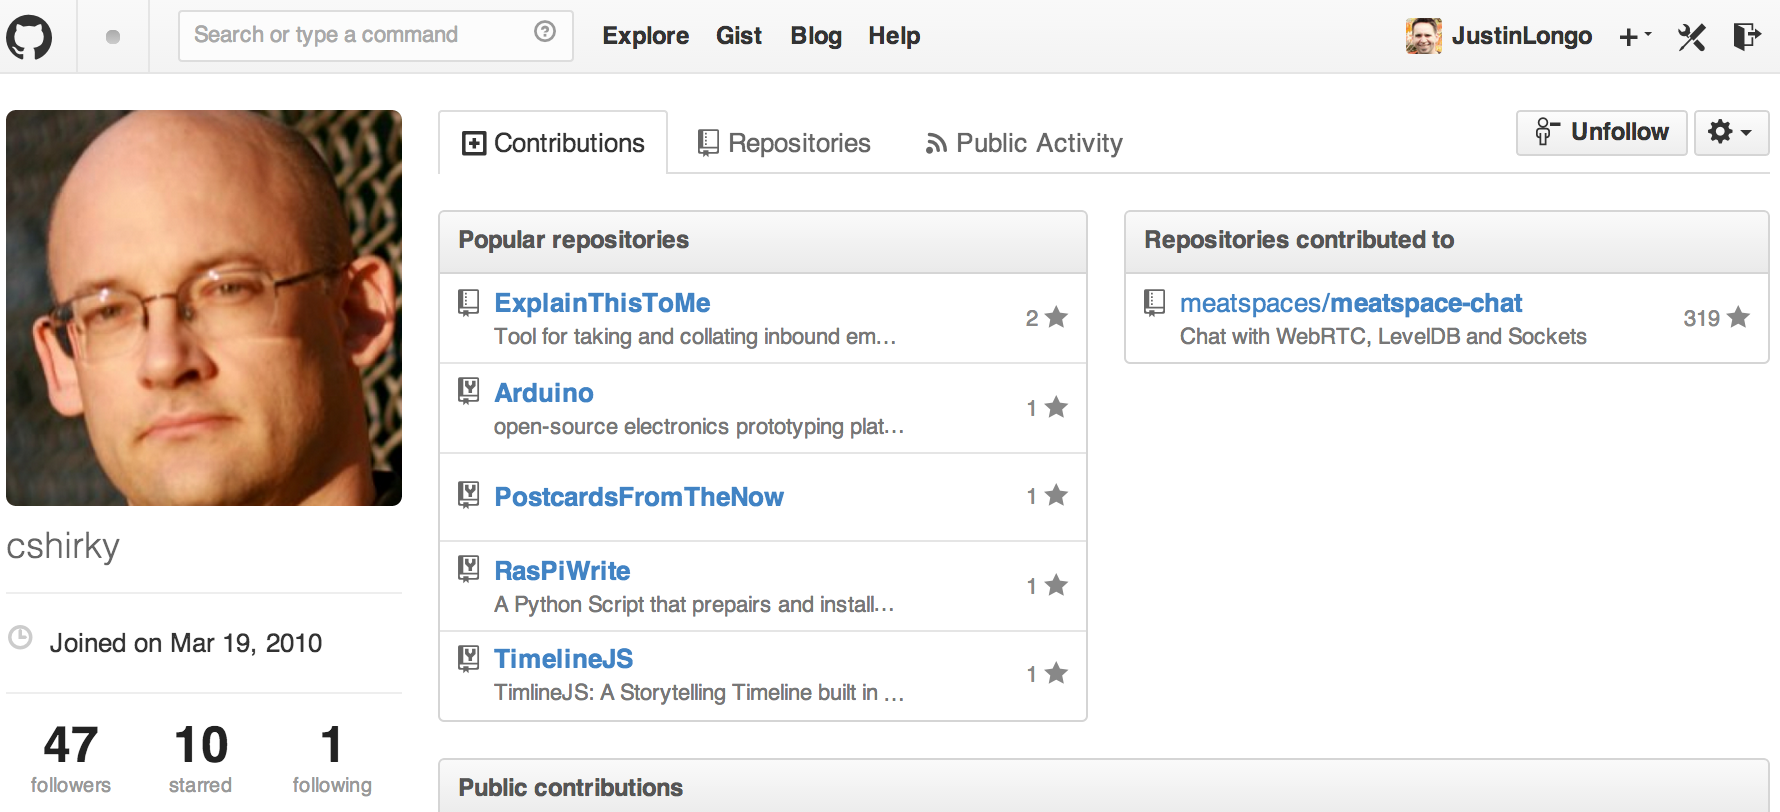 Search or type a command
Explore Gist Blog Help
JustinLongo
Contributions
Repositories
Public Activity
Unfollow
cshirky
Joined on Mar 19, 2010
47
followers
10
starred
1
following
Popular repositories
ExplainThisToMe
Tool for taking and collating inbound em…
2
Arduino
open-source electronics prototyping plat…
1
PostcardsFromTheNow
1
RasPiWrite
A Python Script that prepairs and install…
1
TimelineJS
TimlineJS: A Storytelling Timeline built in …
1
Repositories contributed to
meatspaces/meatspace-chat
Chat with WebRTC, LevelDB and Sockets
319
Public contributions